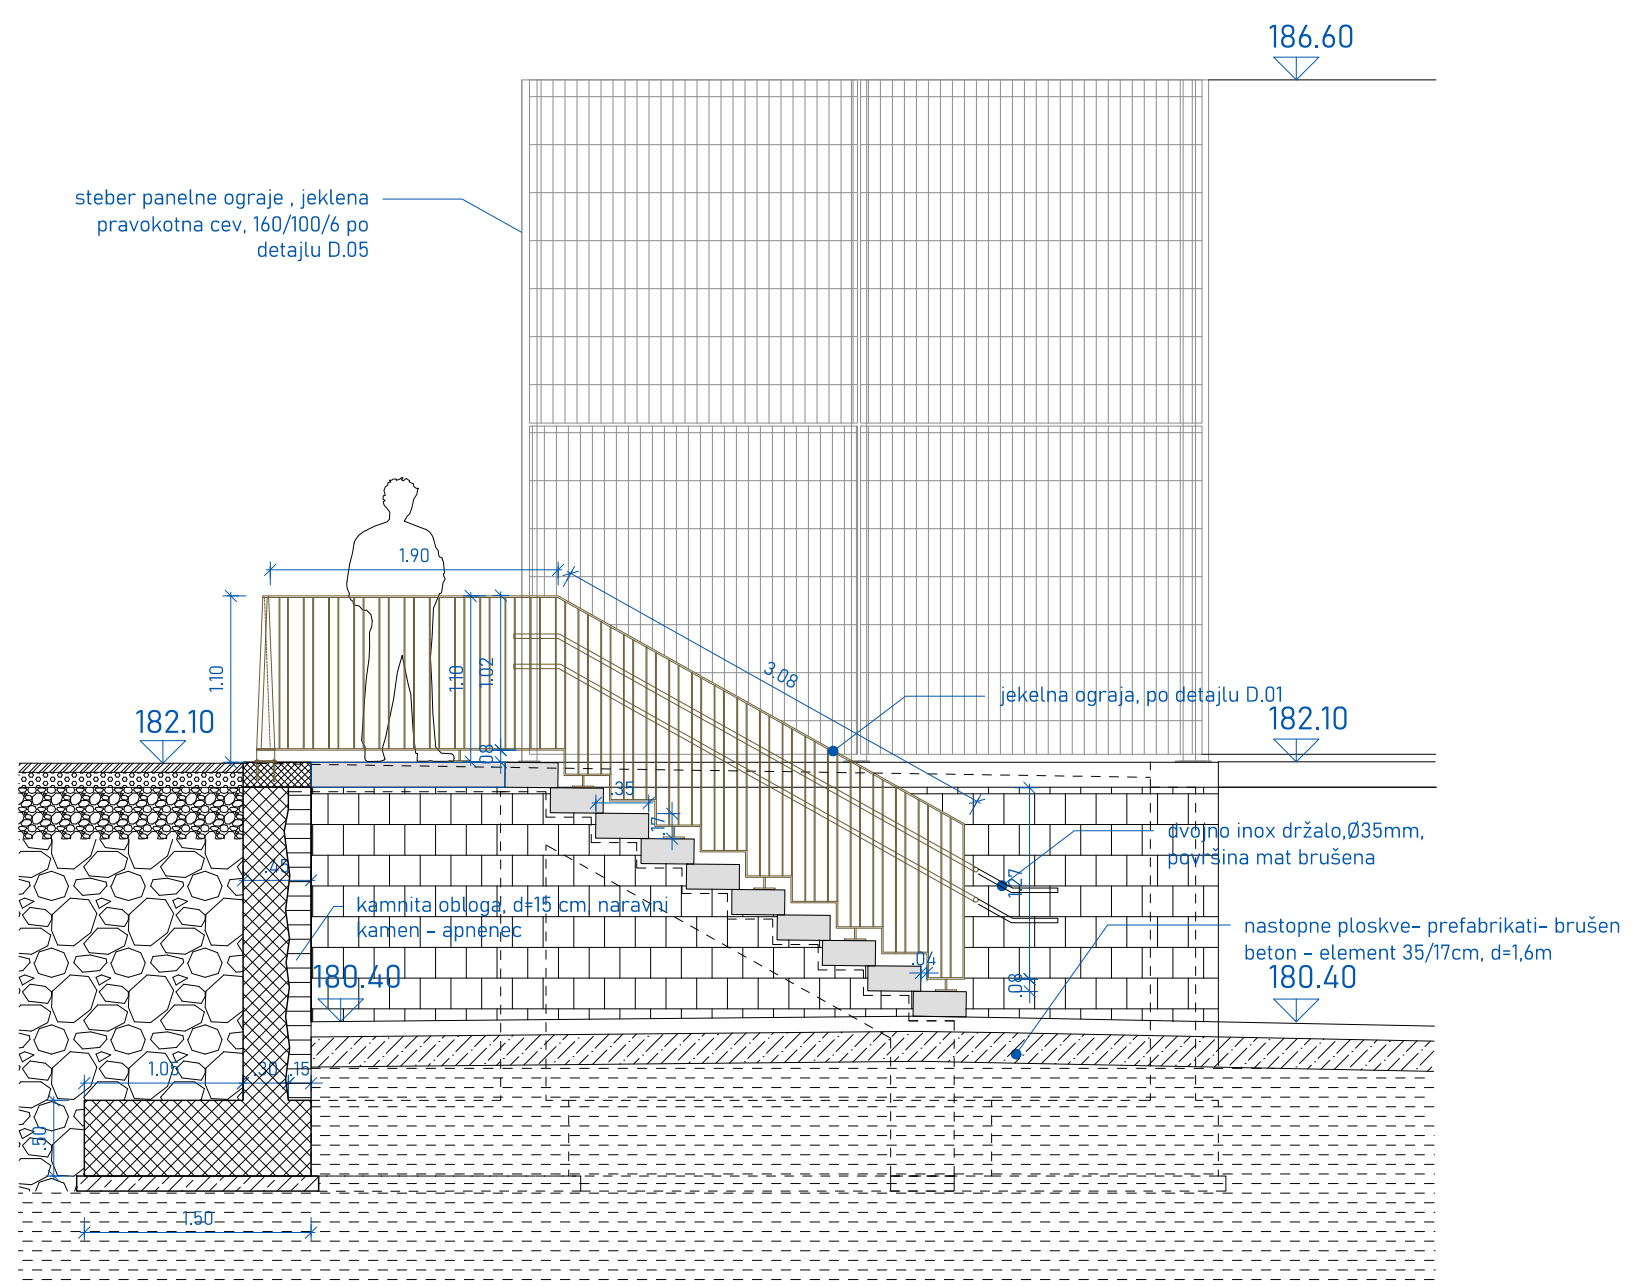 186.60
steber panelne ograje , jeklena
pravokotna cev, 160/100/6 po
detajlu D.05
1.90
1.10
1.10
1.02
3.08
jekelna ograja, po detajlu D.01
182.10
182.10
.08
.35
.17
dvojno inox držalo,Ø35mm,
površina mat brušena
.45
1.27
kamnita obloga, d=15 cm, naravni
kamen - apnenec
nastopne ploskve- prefabrikati- brušen
beton - element 35/17cm, d=1,6m
.04
180.40
.08
180.40
1.05
.30
.15
.50
1.50